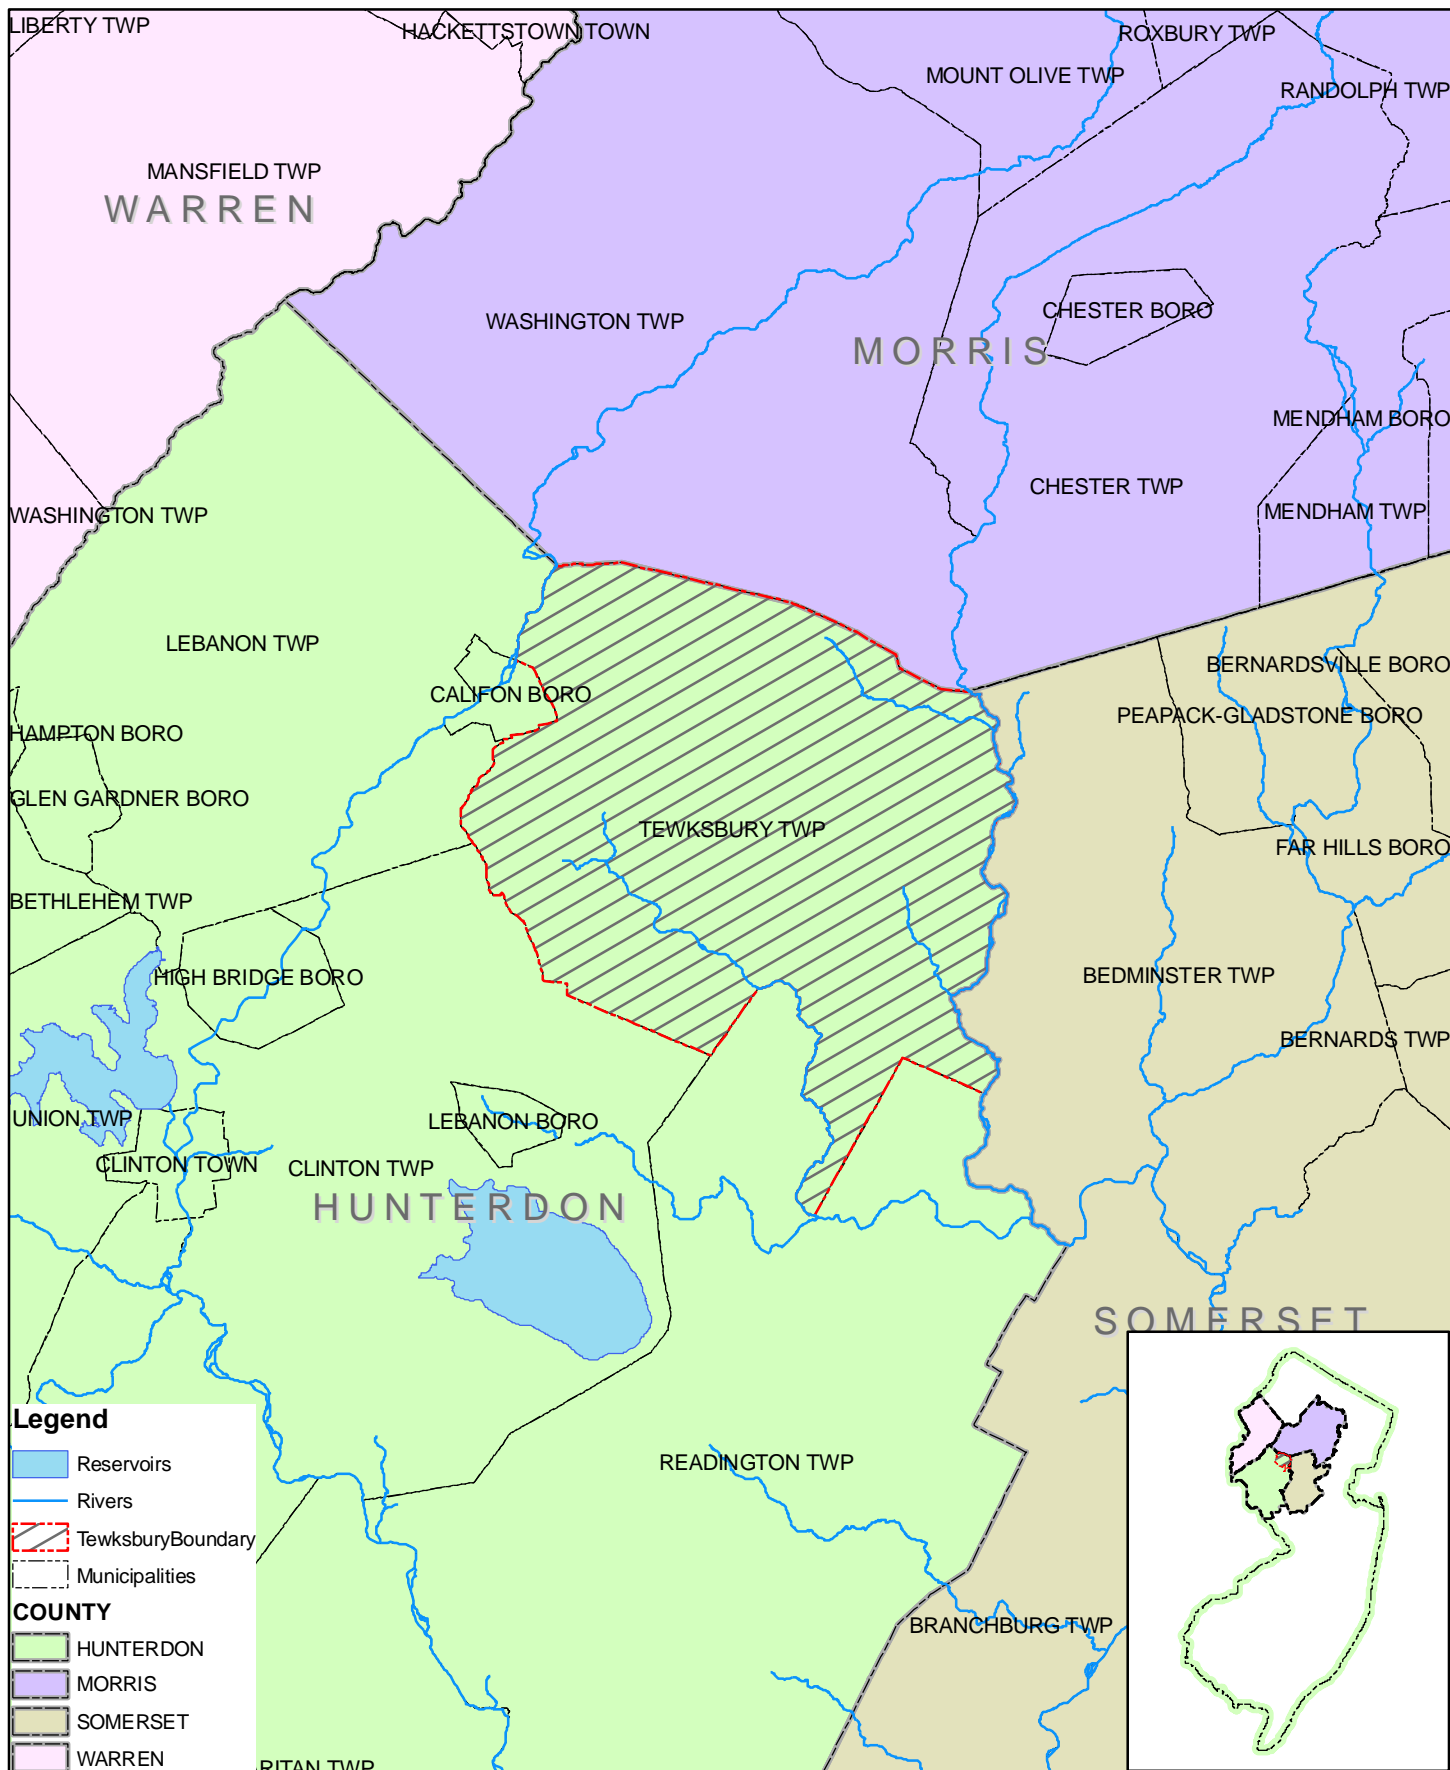 LIBERTY TWP
HACKETTSTOWN TOWN
ROXBURY TWP
MOUNT OLIVE TWP
RANDOLPH TWP
MANSFIELD TWP
WARREN
CHESTER BORO
WASHINGTON TWP
MORRIS
MENDHAM BORO
CHESTER TWP
MENDHAM TWP
WASHINGTON TWP
LEBANON TWP
BERNARDSVILLE BORO
CALIFON BORO
PEAPACK-GLADSTONE BORO
HAMPTON BORO
GLEN GARDNER BORO
TEWKSBURY TWP
FAR HILLS BORO
BETHLEHEM TWP
HIGH BRIDGE BORO
BEDMINSTER TWP
BERNARDS TWP
UNION TWP
LEBANON BORO
CLINTON TOWN
CLINTON TWP
HUNTERDON
SOMERSET
READINGTON TWP
BRANCHBURG TWP
RITAN TWP
Legend
Reservoirs
Rivers
TewksburyBoundary
Municipalities
COUNTY
HUNTERDON
MORRIS
SOMERSET
WARREN